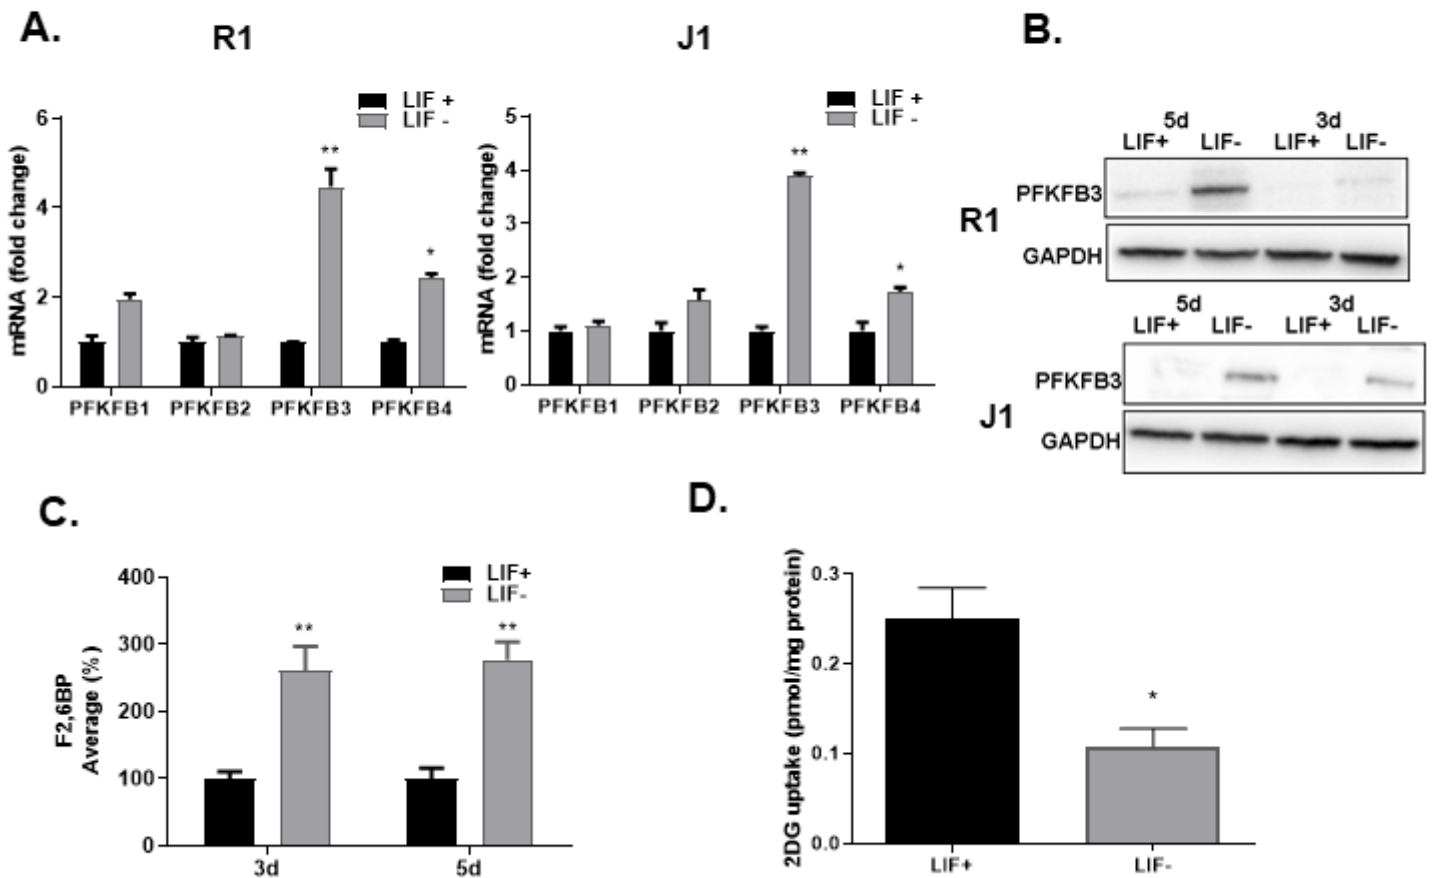 A.
R1
LIF +
LIF -
mRNA (fold change)
6
4
2
0
**
*
PFKFB1 PFKFB2 PFKFB3 PFKFB4
J1
LIF +
LIF -
mRNA (fold change)
5
4
3
2
1
0
**
*
PFKFB1 PFKFB2 PFKFB3 PFKFB4
B.
5d 3d
LIF+ LIF- LIF+ LIF-
R1
PFKFB3
GAPDH
5d 3d
LIF+ LIF- LIF+ LIF-
J1
PFKFB3
GAPDH
C.
LIF+
LIF-
F2,6BP
Average (%)
400
300
200
100
0
** **
3d 5d
D.
2DG uptake (pmol/mg protein)
0.3
0.2
0.1
0.0
*
LIF+ LIF-